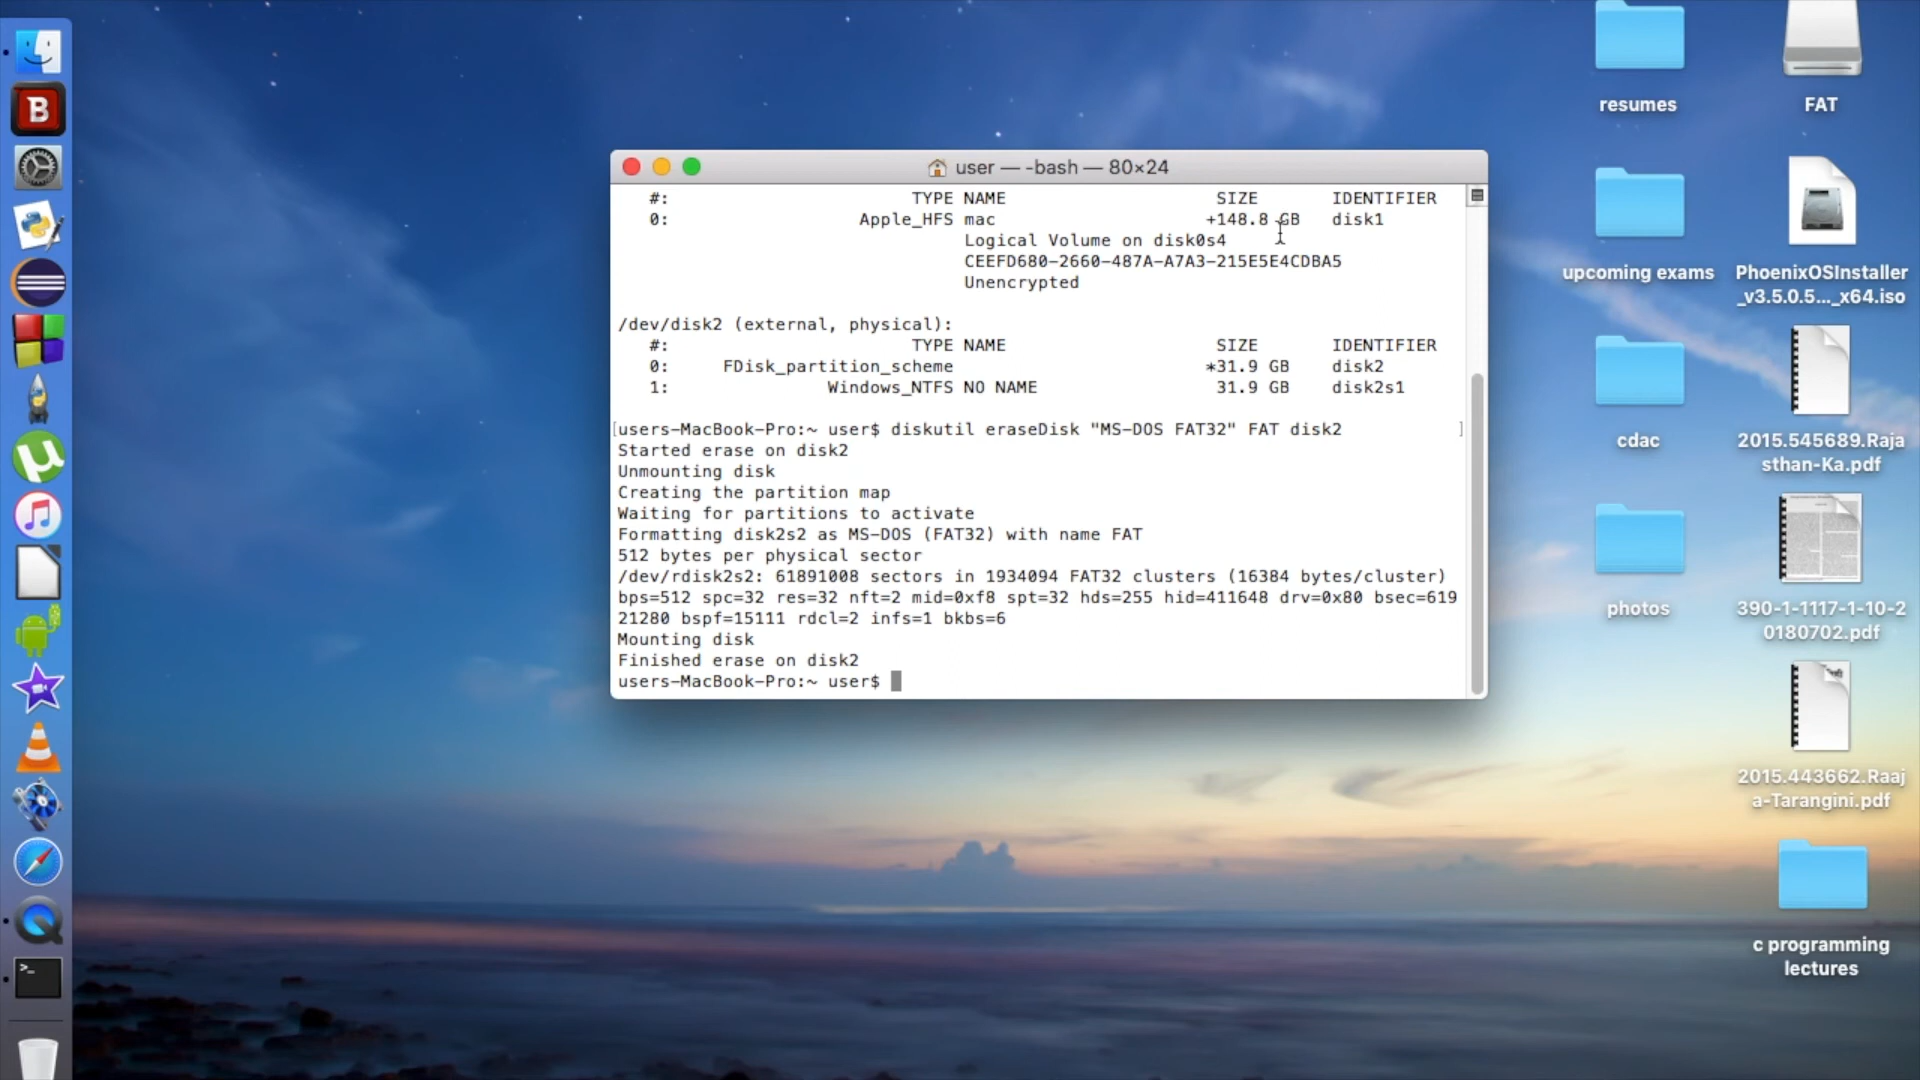 user — -bash — 80×24
#: TYPE NAME SIZE IDENTIFIER
0: Apple_HFS mac +148.8 GB disk1
Logical Volume on disk0s4
CEEFD680-2660-487A-A7A3-215E5E4CDBA5
Unencrypted
/dev/disk2 (external, physical):
#: TYPE NAME SIZE IDENTIFIER
0: FDisk_partition_scheme *31.9 GB disk2
1: Windows_NTFS NO NAME 31.9 GB disk2s1
[users-MacBook-Pro:~ user$ diskutil eraseDisk "MS-DOS FAT32" FAT disk2 ]
Started erase on disk2
Unmounting disk
Creating the partition map
Waiting for partitions to activate
Formatting disk2s2 as MS-DOS (FAT32) with name FAT
512 bytes per physical sector
/dev/rdisk2s2: 61891008 sectors in 1934094 FAT32 clusters (16384 bytes/cluster)
bps=512 spc=32 res=32 nft=2 mid=0xf8 spt=32 hds=255 hid=411648 drv=0x80 bsec=619
21280 bspf=15111 rdcl=2 infs=1 bkbs=6
Mounting disk
Finished erase on disk2
users-MacBook-Pro:~ user$
resumes
FAT
upcoming exams
PhoenixOSInstaller
_v3.5.0.5..._x64.iso
cdac
2015.545689.Raja
sthan-Ka.pdf
photos
390-1-1117-1-10-2
0180702.pdf
2015.443662.Raaj
a-Tarangini.pdf
c programming
lectures
B
µ
>_